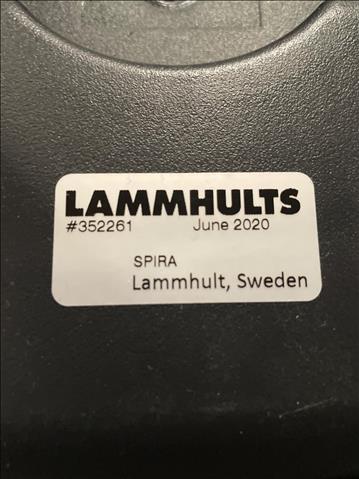 LAMMHULTS
#352261 June 2020
SPIRA
Lammhult, Sweden